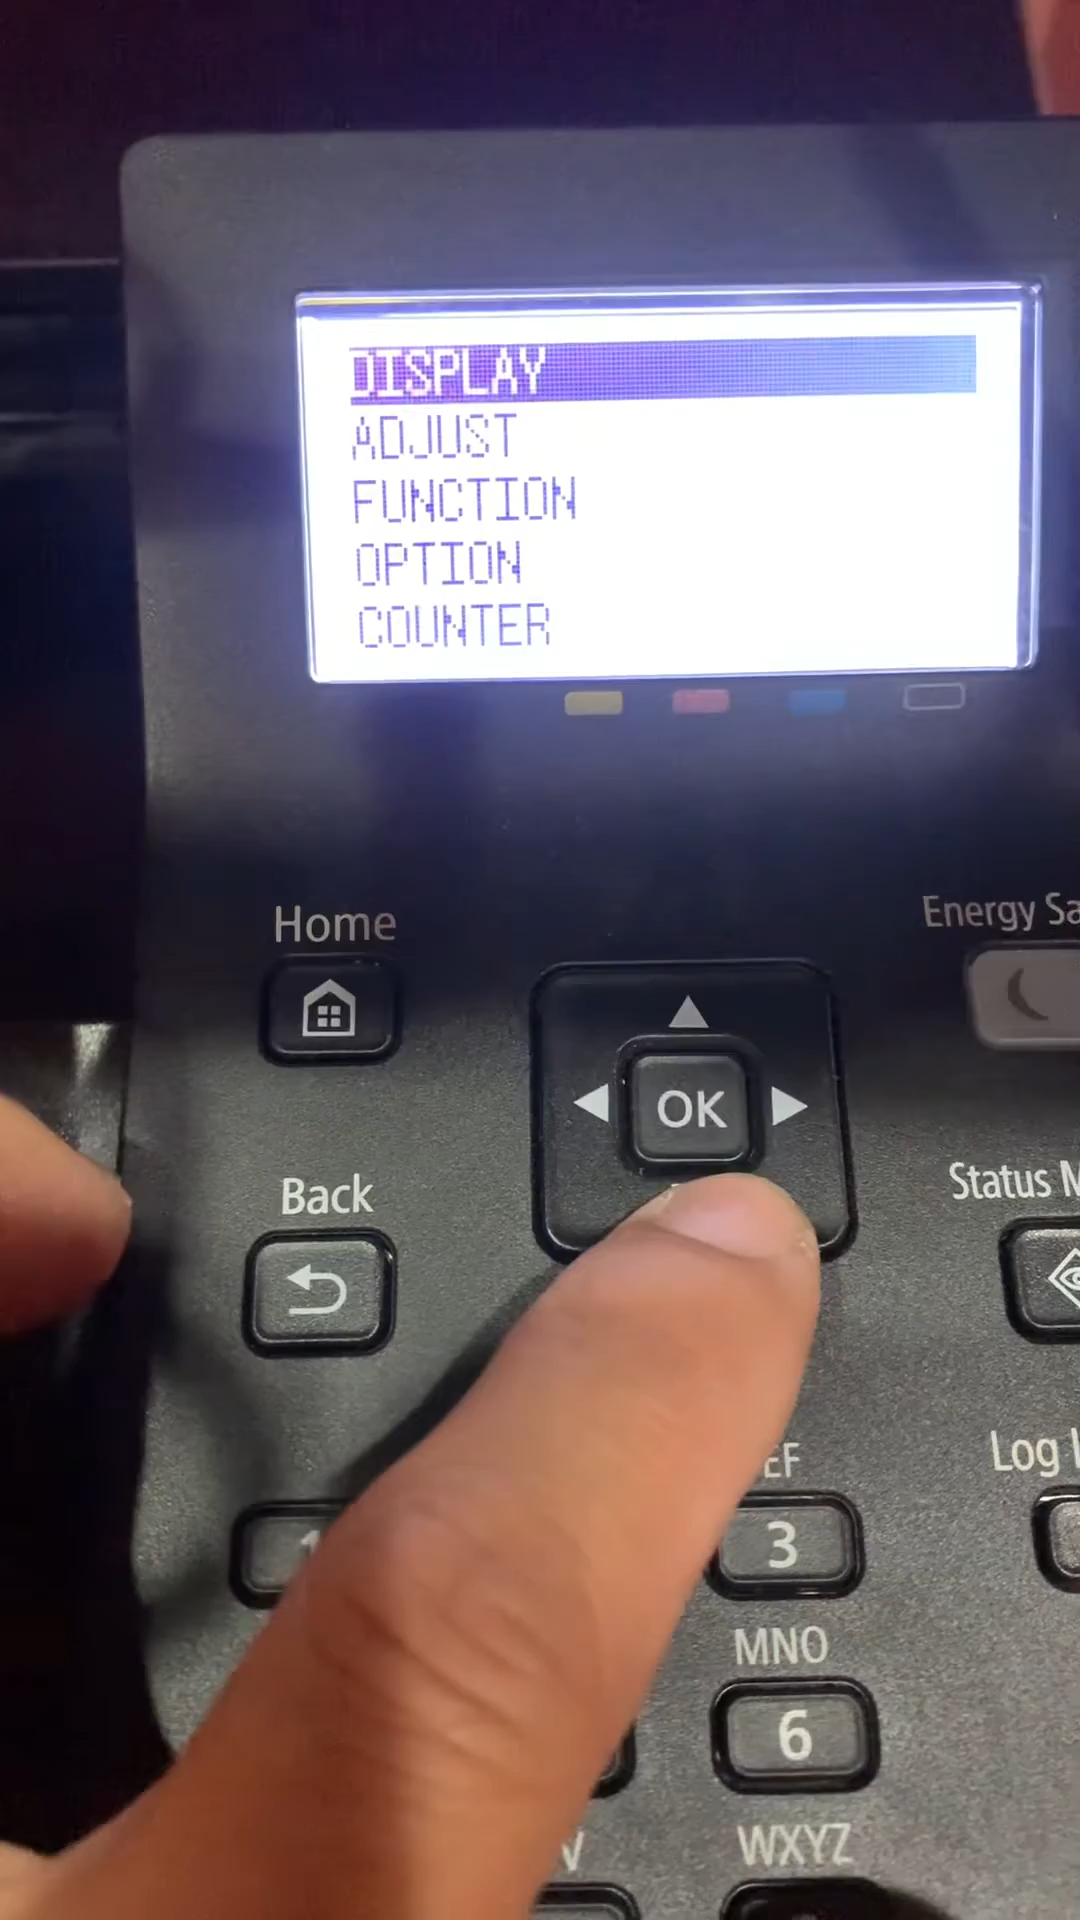 DISPLAY
ADJUST
FUNCTION
OPTION
COUNTER
Home
Energy Sa
OK
Back
Status M
EF
Log
3
MNO
6
WXYZ